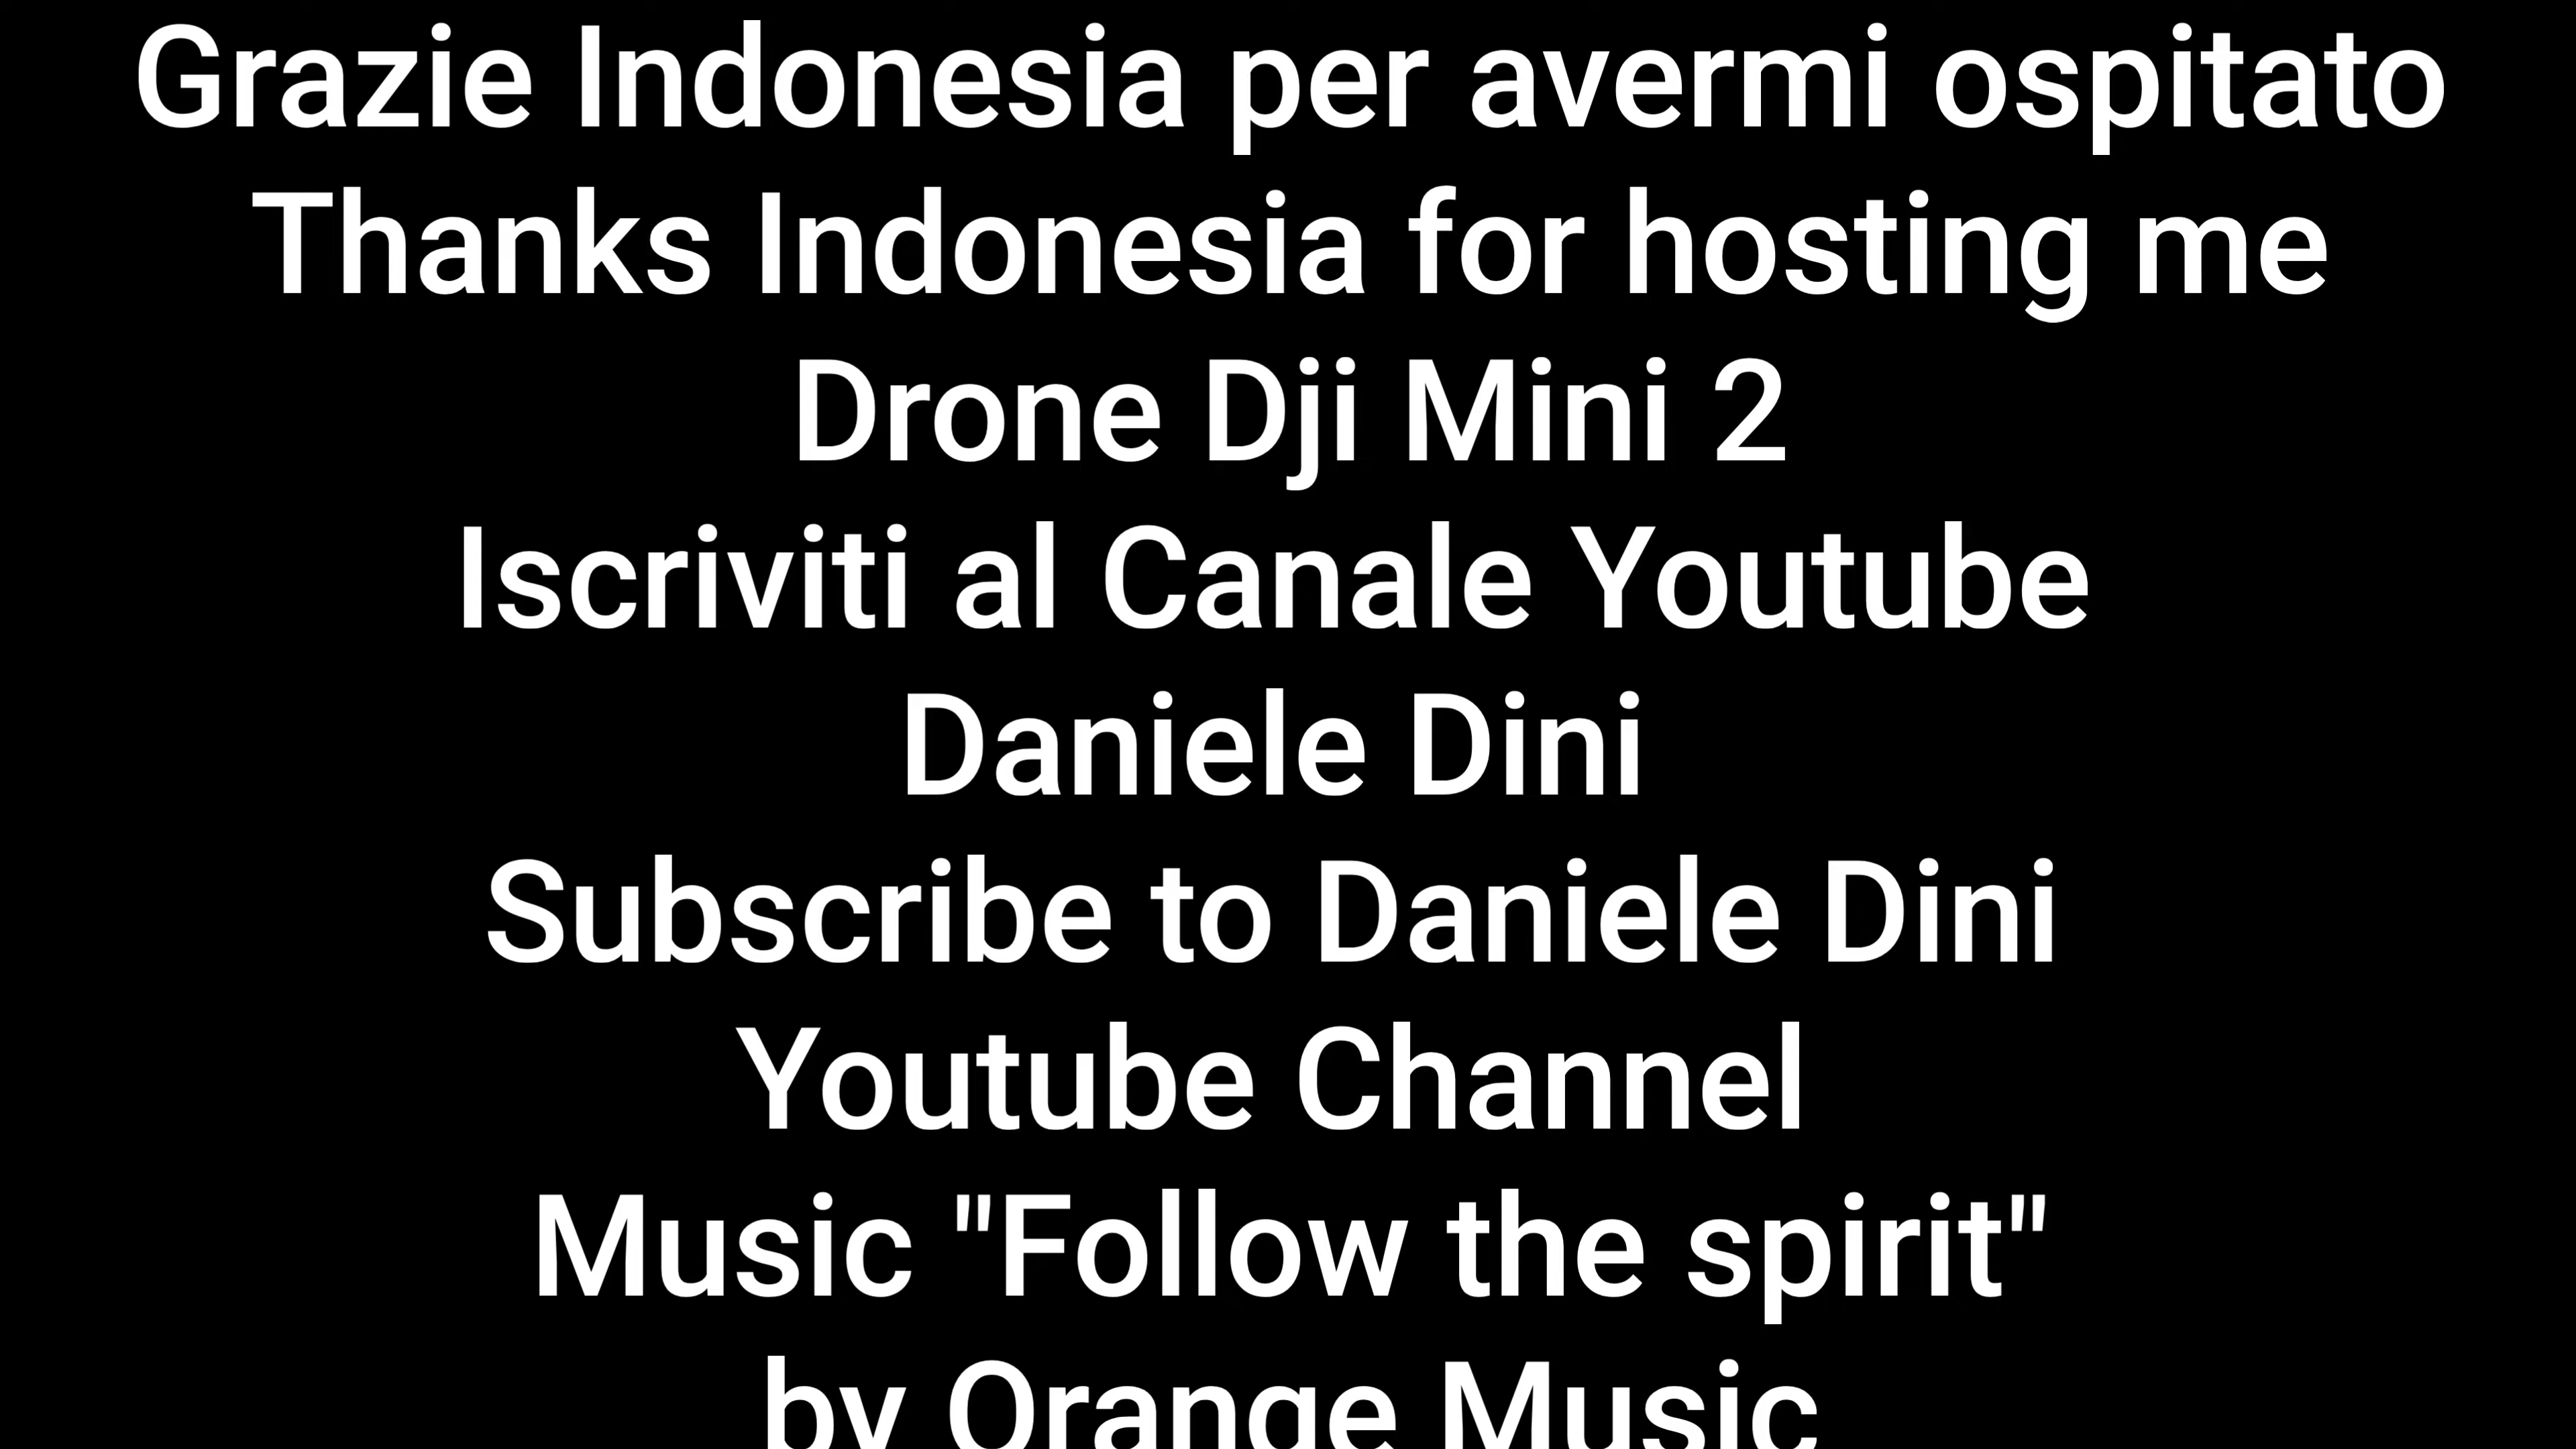 Grazie Indonesia per avermi ospitato
Thanks Indonesia for hosting me
Drone Dji Mini 2
Iscriviti al Canale Youtube
Daniele Dini
Subscribe to Daniele Dini
Youtube Channel
Music "Follow the spirit"
by Orange Music